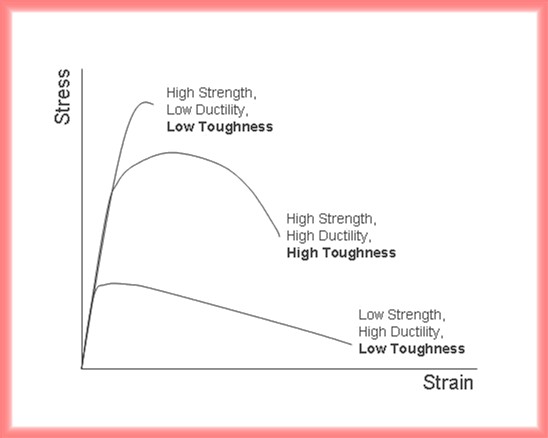 Stress
High Strength,
Low Ductility,
Low Toughness
High Strength,
High Ductility,
High Toughness
Low Strength,
High Ductility,
Low Toughness
Strain